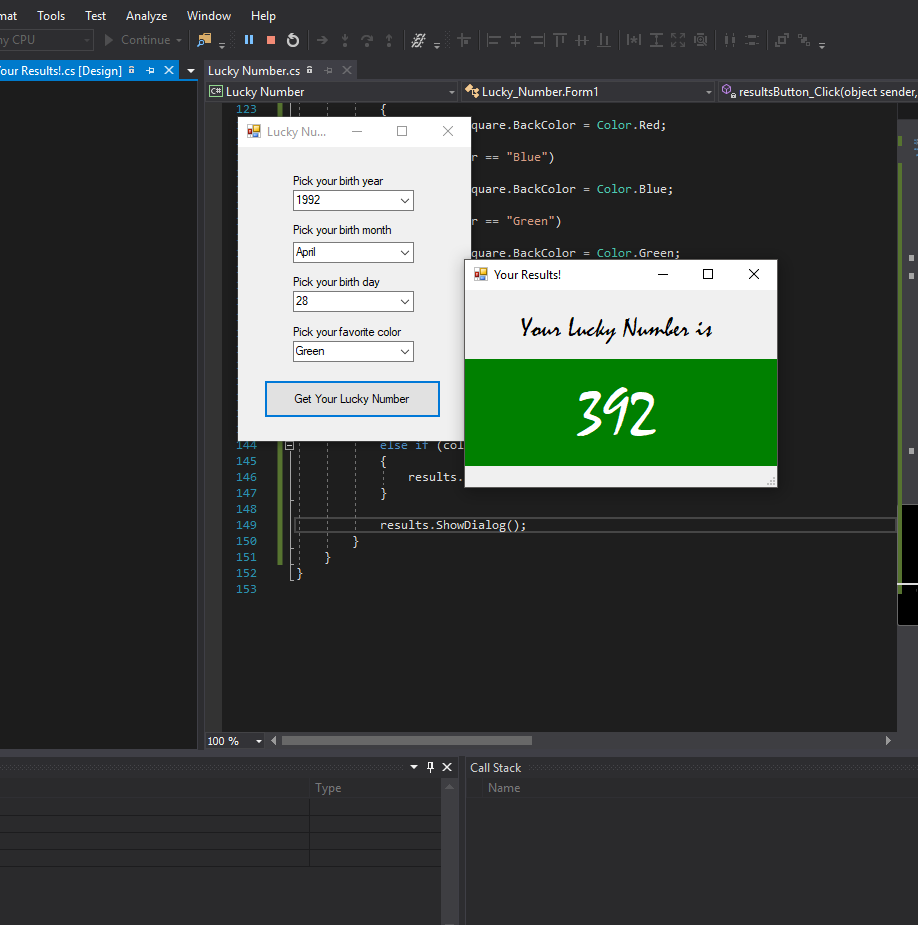 mat Tools Test Analyze Window Help
ny CPU Continue
Your Results!.cs [Design] Lucky Number.cs
C# Lucky Number Lucky_Number.Form1 resultsButton_Click(object sender,
123 {
quare.BackColor = Color.Red;
r == "Blue")
quare.BackColor = Color.Blue;
r == "Green")
quare.BackColor = Color.Green;
Lucky Nu...
Pick your birth year
1992
Pick your birth month
April
Pick your birth day
28
Pick your favorite color
Green
Get Your Lucky Number
Your Results!
Your Lucky Number is
392
144 else if (col
145 {
146 results.
147 }
148
149 results.ShowDialog();
150 }
151 }
152 }
153
100 %
Call Stack
Type
Name